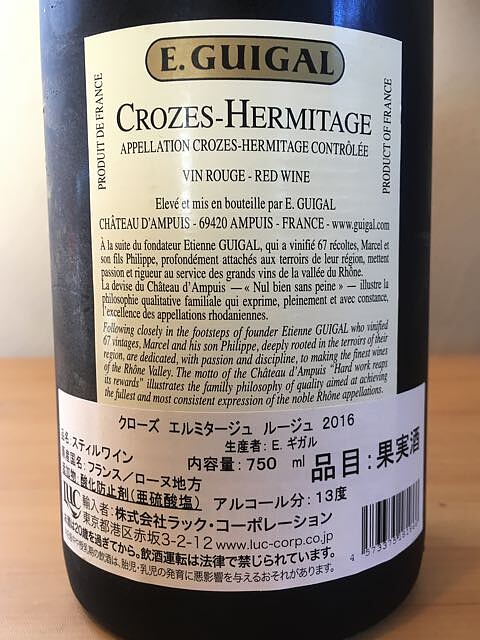 E. GUIGAL
CROZES-HERMITAGE
APPELLATION CROZES-HERMITAGE CONTRÔLÉE
VIN ROUGE - RED WINE
PRODUIT DE FRANCE
PRODUCT OF FRANCE
Elevé et mis en bouteille par E. GUIGAL
CHÂTEAU D'AMPUIS - 69420 AMPUIS - FRANCE - www.guigal.com
À la suite du fondateur Etienne GUIGAL, qui a vinifié 67 récoltes, Marcel et
son fils Philippe, profondément attachés aux terroirs de leur région, mettent
passion et rigueur au service des grands vins de la vallée du Rhône.
La devise du Château d'Ampuis — « Nul bien sans peine » — illustre la
philosophie qualitative familiale qui exprime, pleinement et avec constance,
l'excellence des appellations rhodaniennes.
Following closely in the footsteps of founder Etienne GUIGAL who vinified
67 vintages, Marcel and his son Philippe, deeply rooted in the terroirs of their
region, are dedicated, with passion and discipline, to making the finest wines
of the Rhône Valley. The motto of the Château d'Ampuis "Hard work reaps
its rewards" illustrates the familly philosophy of quality aimed at achieving
the fullest and most consistent expression of the noble Rhône appellations.
クローズ エルミタージュ ルージュ 2016
生産者: E. ギガル
品名: スティルワイン
内容量: 750 ml
品目:果実酒
原産国名: フランス/ローヌ地方
添加物: 酸化防止剤(亜硫酸塩)
アルコール分: 13度
LUC
輸入者:株式会社ラック・コーポレーション
東京都港区赤坂3-2-12 www.luc-corp.co.jp
飲酒は20歳を過ぎてから。飲酒運転は法律で禁じられています。
妊娠中や授乳期の飲酒は、胎児・乳児の発育に悪影響を与えるおそれがあります。